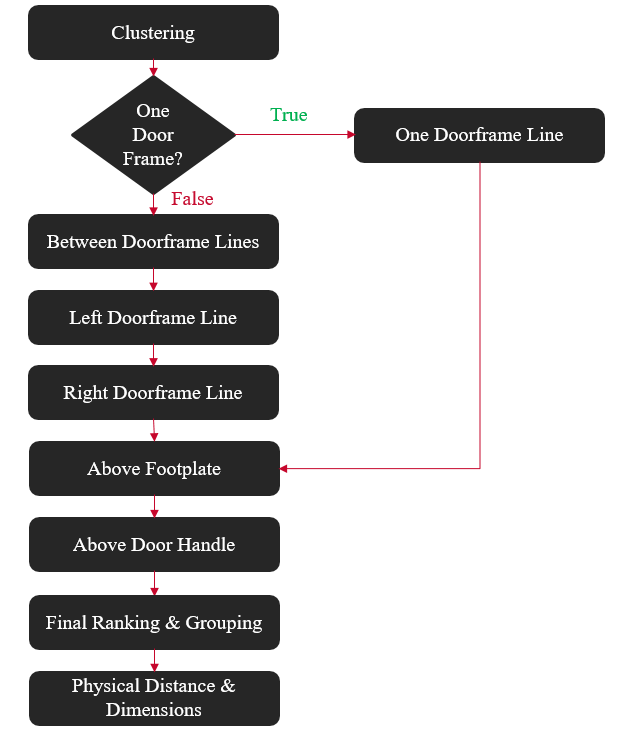 Clustering
One
Door
Frame?
True
One Doorframe Line
False
Between Doorframe Lines
Left Doorframe Line
Right Doorframe Line
Above Footplate
Above Door Handle
Final Ranking & Grouping
Physical Distance &
Dimensions